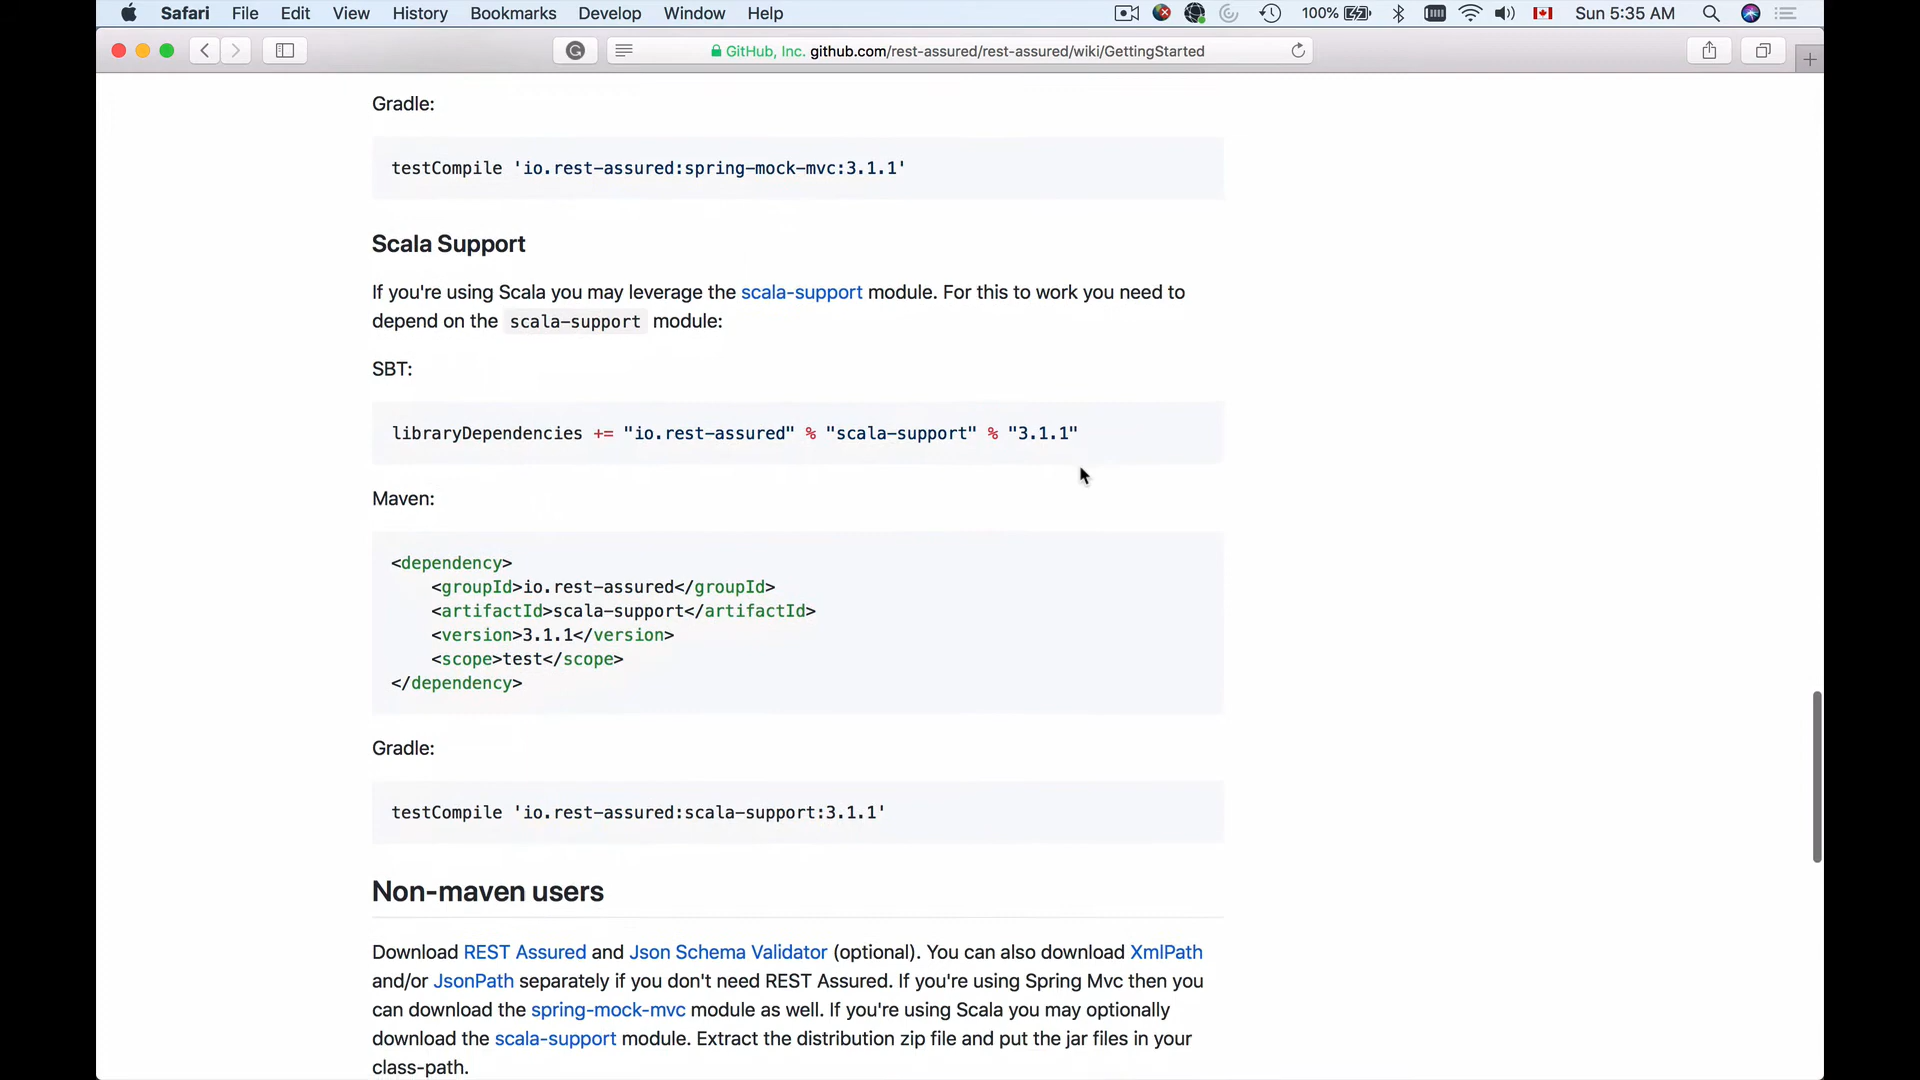 Safari File Edit View History Bookmarks Develop Window Help 100% Sun 5:35 AM
GitHub, Inc. github.com/rest-assured/rest-assured/wiki/GettingStarted
Gradle:
testCompile 'io.rest-assured:spring-mock-mvc:3.1.1'
Scala Support
If you're using Scala you may leverage the scala-support module. For this to work you need to
depend on the scala-support module:
SBT:
libraryDependencies += "io.rest-assured" % "scala-support" % "3.1.1"
Maven:
<dependency>
    <groupId>io.rest-assured</groupId>
    <artifactId>scala-support</artifactId>
    <version>3.1.1</version>
    <scope>test</scope>
</dependency>
Gradle:
testCompile 'io.rest-assured:scala-support:3.1.1'
Non-maven users
Download REST Assured and Json Schema Validator (optional). You can also download XmlPath
and/or JsonPath separately if you don't need REST Assured. If you're using Spring Mvc then you
can download the spring-mock-mvc module as well. If you're using Scala you may optionally
download the scala-support module. Extract the distribution zip file and put the jar files in your
class-path.